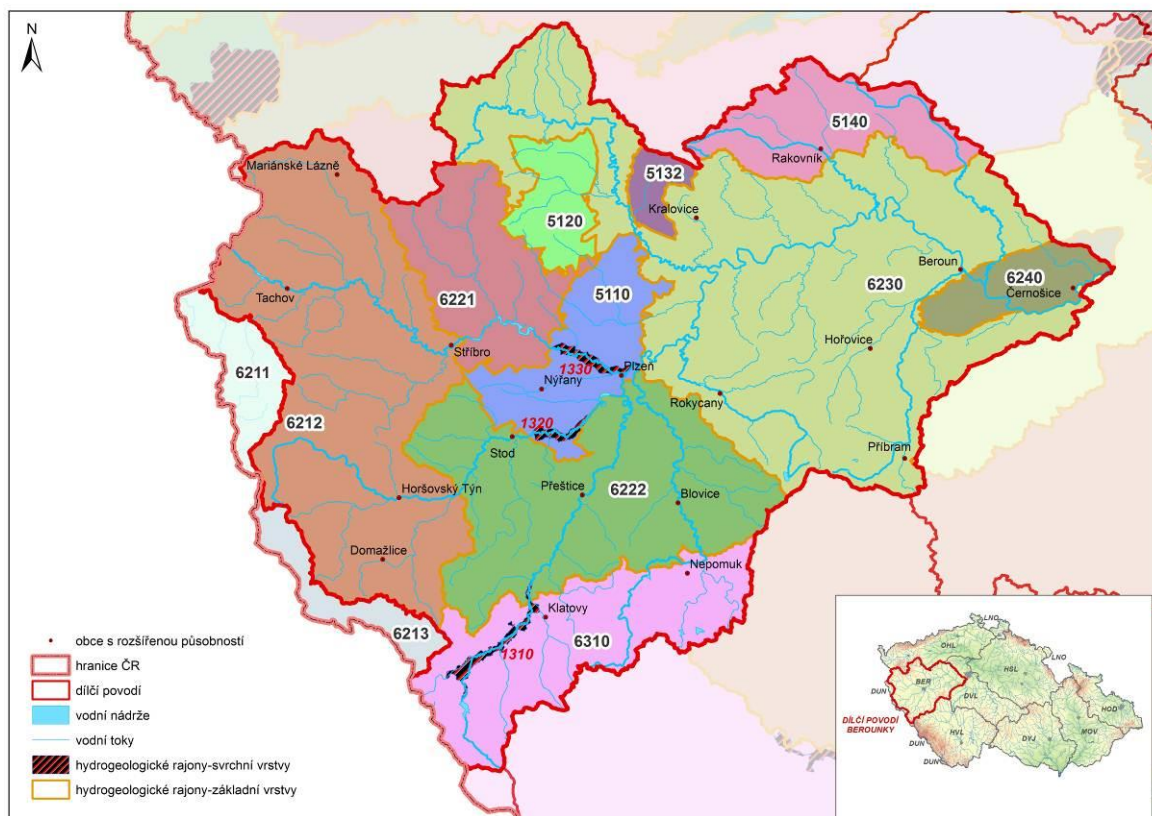 N
5140
Rakovník
Mariánské Lázně
5132
Kralovice
5120
Beroun
6240
Černošice
6230
5110
6221
Tachov
Hořovice
Stříbro
6211
1330
Plzeň
Nýřany
Rokycany
6212
1320
Stod
Příbram
Horšovský Týn
Přeštice
6222
Blovice
Domažlice
Nepomuk
Klatovy
6213
1310
6310
obce s rozšířenou působností
hranice ČR
dílčí povodí
vodní nádrže
vodní toky
hydrogeologické rajony-svrchní vrstvy
hydrogeologické rajony-základní vrstvy
LNO
OHL
LNO
HSL
BER
DUN
DVL
HOD
DÍLČÍ POVODÍ
BEROUNKY
HVL
DYJ
MOV
DUN
DUN